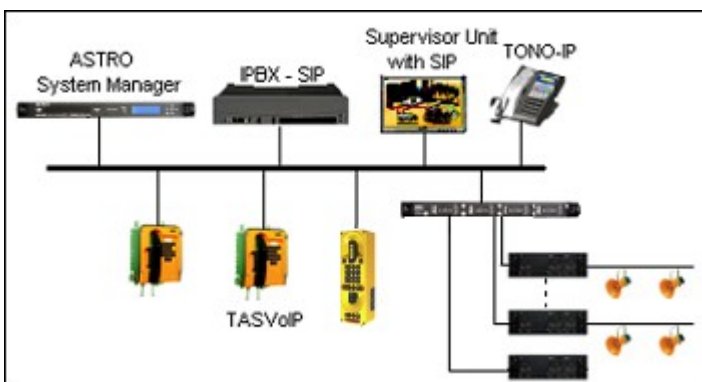 ASTRO
System Manager
IPBX - SIP
Supervisor Unit
with SIP
TONO-IP
TASVoIP